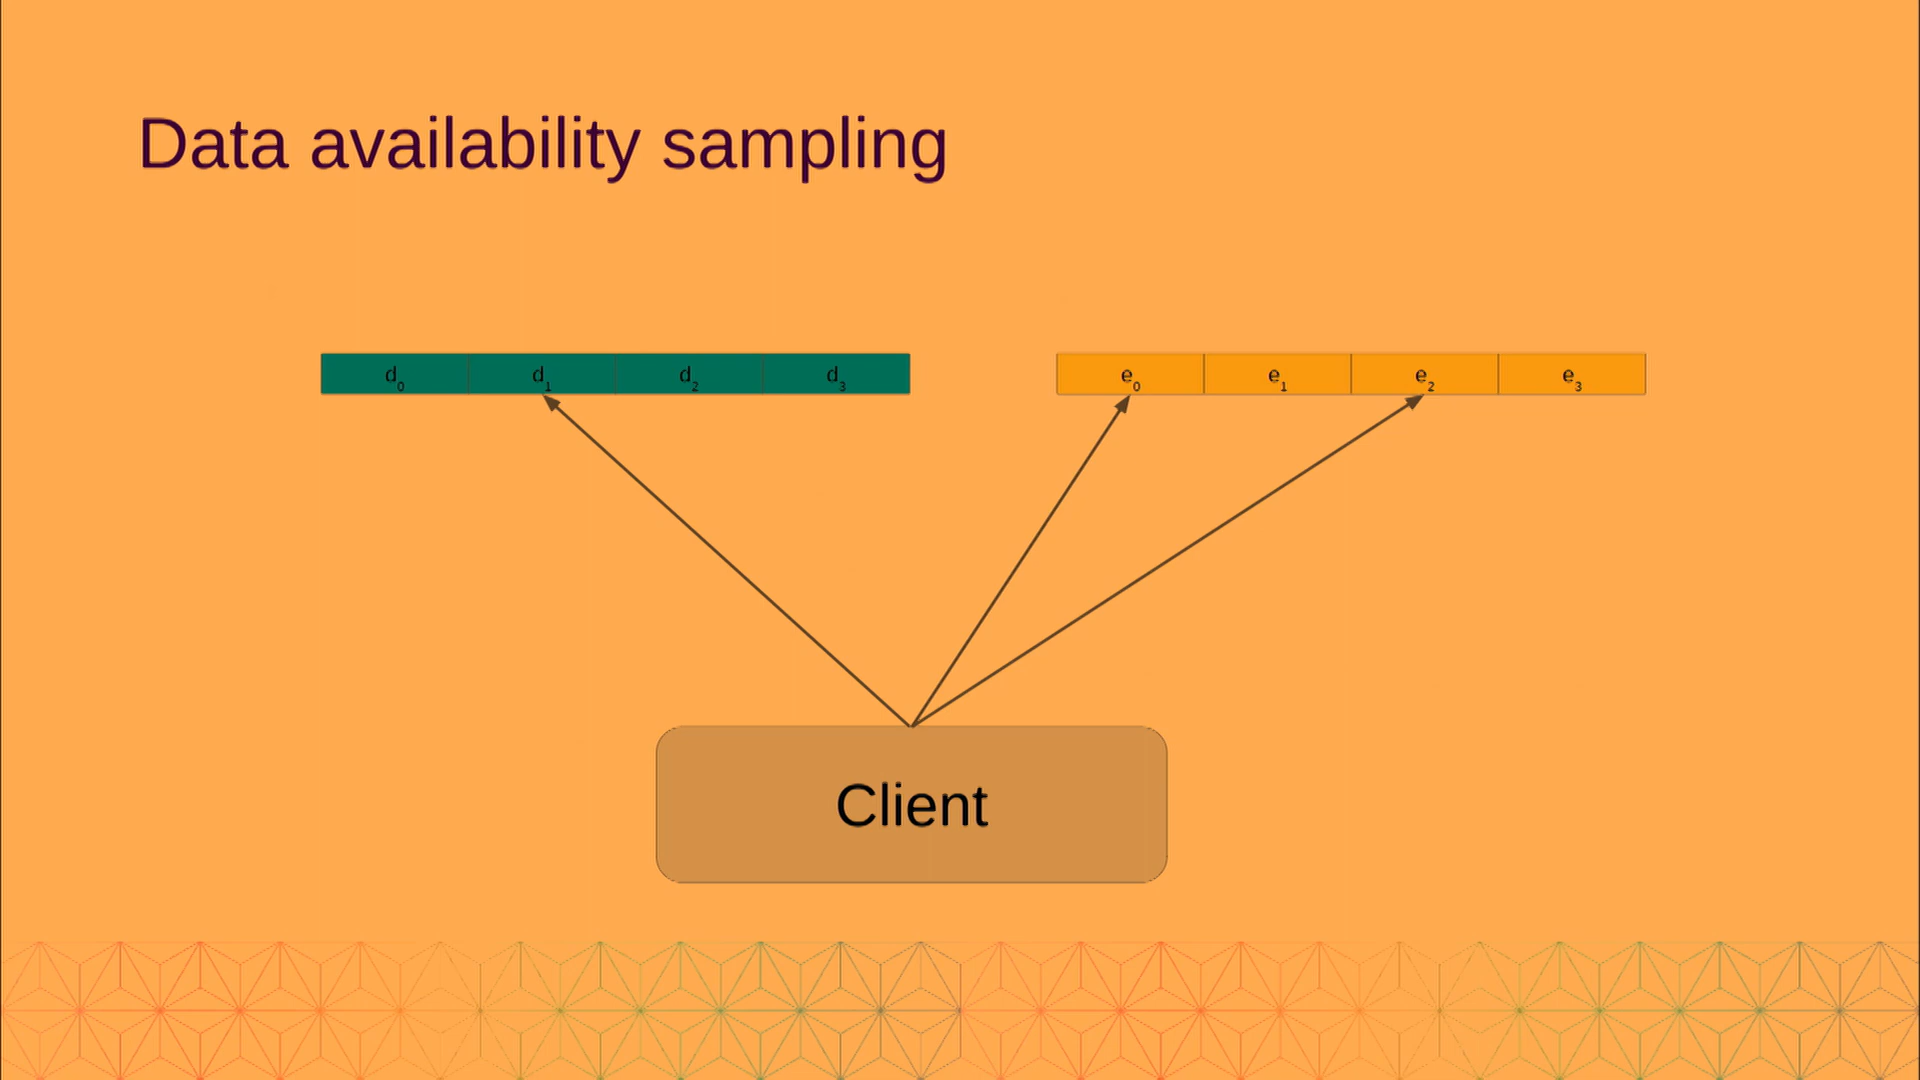 Data availability sampling
d₀ d₁ d₂ d₃ e₀ e₁ e₂ e₃
Client